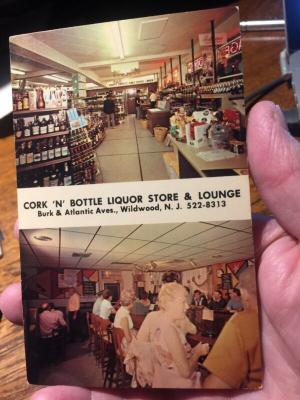 CORK 'N' BOTTLE LIQUOR STORE & LOUNGE
Burk & Atlantic Aves., Wildwood, N. J. 522-8313